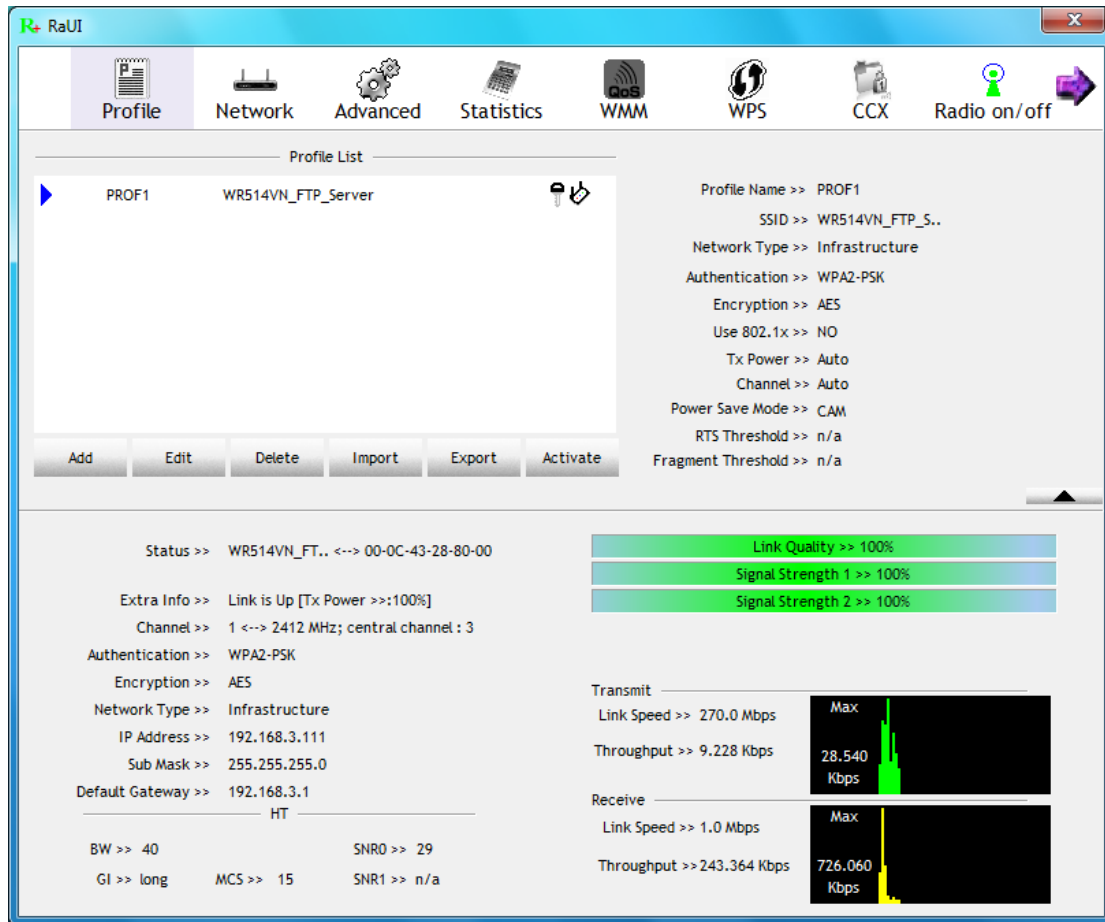 RaUI
Profile
Network
Advanced
Statistics
QoS
WMM
WPS
CCX
Radio on/off
Profile List
PROF1 WR514VN_FTP_Server
Add Edit Delete Import Export Activate
Profile Name >> PROF1
SSID >> WR514VN_FTP_S..
Network Type >> Infrastructure
Authentication >> WPA2-PSK
Encryption >> AES
Use 802.1x >> NO
Tx Power >> Auto
Channel >> Auto
Power Save Mode >> CAM
RTS Threshold >> n/a
Fragment Threshold >> n/a
Status >> WR514VN_FT.. <--> 00-0C-43-28-80-00
Extra Info >> Link is Up [Tx Power >>:100%]
Channel >> 1 <--> 2412 MHz; central channel : 3
Authentication >> WPA2-PSK
Encryption >> AES
Network Type >> Infrastructure
IP Address >> 192.168.3.111
Sub Mask >> 255.255.255.0
Default Gateway >> 192.168.3.1
HT
BW >> 40 SNR0 >> 29
GI >> long MCS >> 15 SNR1 >> n/a
Link Quality >> 100%
Signal Strength 1 >> 100%
Signal Strength 2 >> 100%
Transmit
Link Speed >> 270.0 Mbps
Throughput >> 9.228 Kbps
Max
28.540
Kbps
Receive
Link Speed >> 1.0 Mbps
Throughput >> 243.364 Kbps
Max
726.060
Kbps